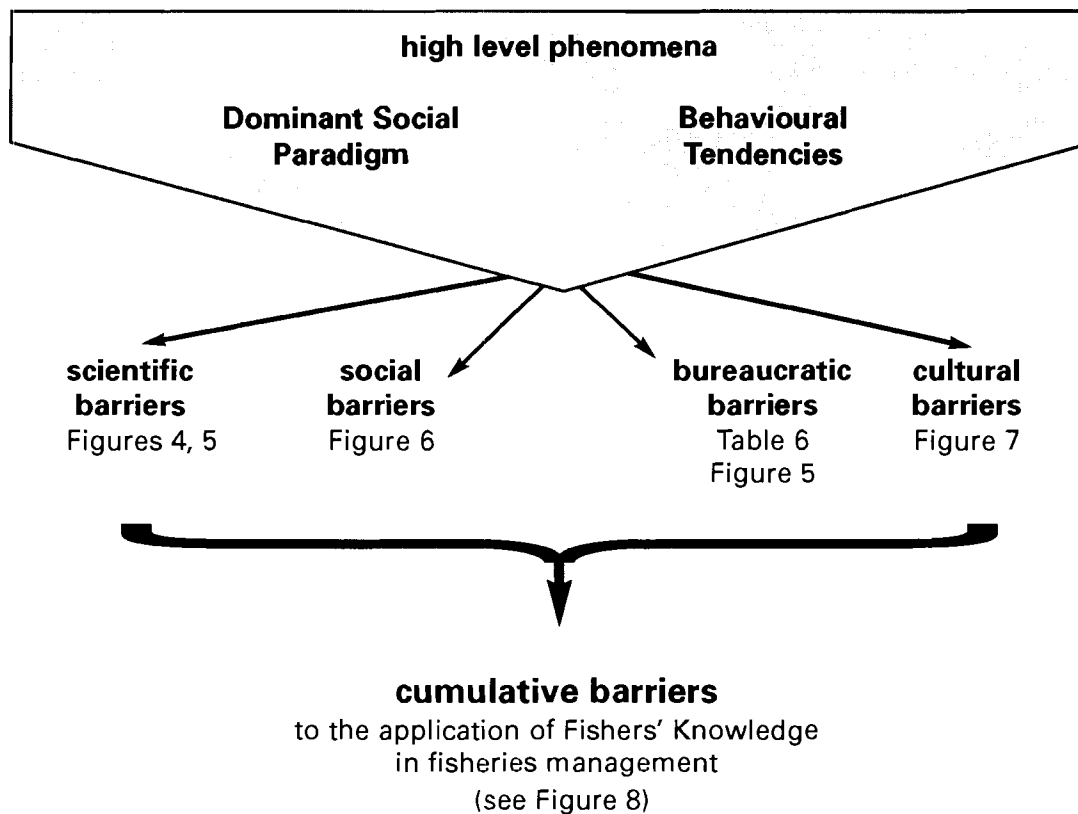 high level phenomena
Dominant Social
Paradigm
Behavioural
Tendencies
scientific
barriers
Figures 4, 5
social
barriers
Figure 6
bureaucratic
barriers
Table 6
Figure 5
cultural
barriers
Figure 7
cumulative barriers
to the application of Fishers’ Knowledge
in fisheries management
(see Figure 8)